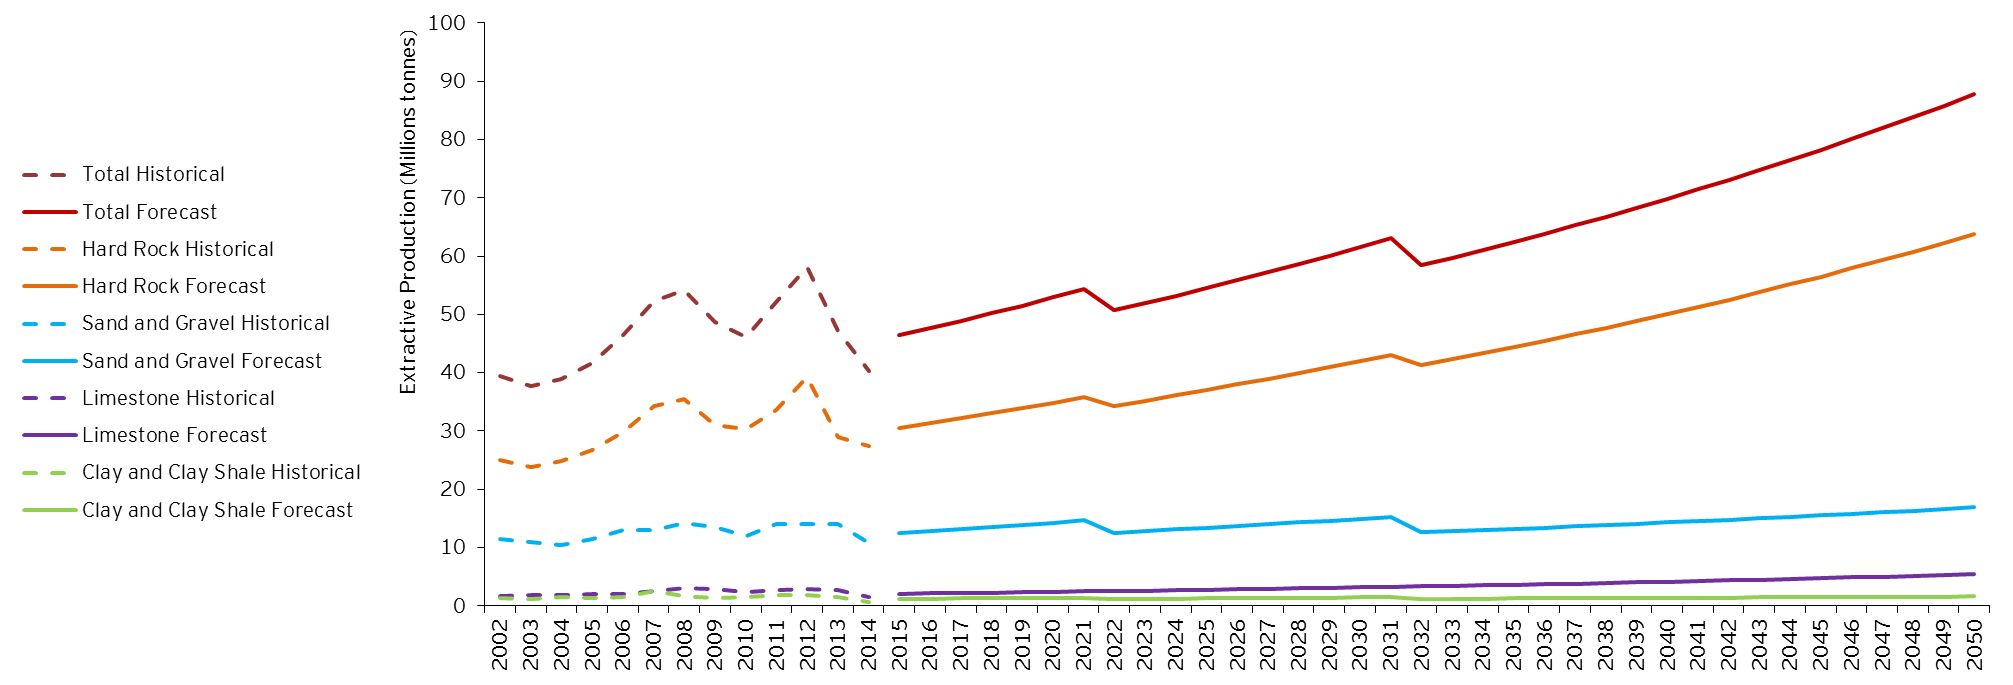 Total Historical
Total Forecast
Hard Rock Historical
Hard Rock Forecast
Sand and Gravel Historical
Sand and Gravel Forecast
Limestone Historical
Limestone Forecast
Clay and Clay Shale Historical
Clay and Clay Shale Forecast
Extractive Production (Millions tonnes)
100
90
80
70
60
50
40
30
20
10
0
2002 2003 2004 2005 2006 2007 2008 2009 2010 2011 2012 2013 2014 2015 2016 2017 2018 2019 2020 2021 2022 2023 2024 2025 2026 2027 2028 2029 2030 2031 2032 2033 2034 2035 2036 2037 2038 2039 2040 2041 2042 2043 2044 2045 2046 2047 2048 2049 2050